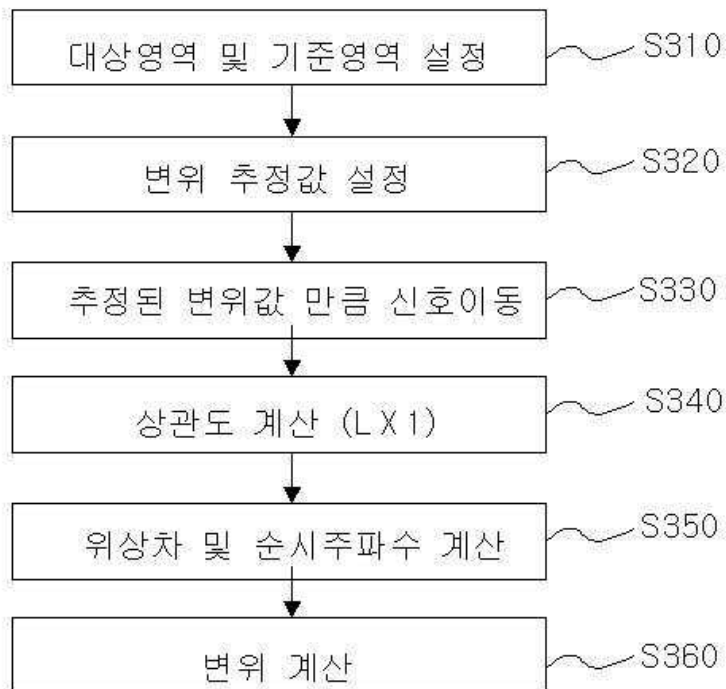 대상영역 및 기준영역 설정 S310
변위 추정값 설정 S320
추정된 변위값 만큼 신호이동 S330
상관도 계산 (L X 1) S340
위상차 및 순시주파수 계산 S350
변위 계산 S360